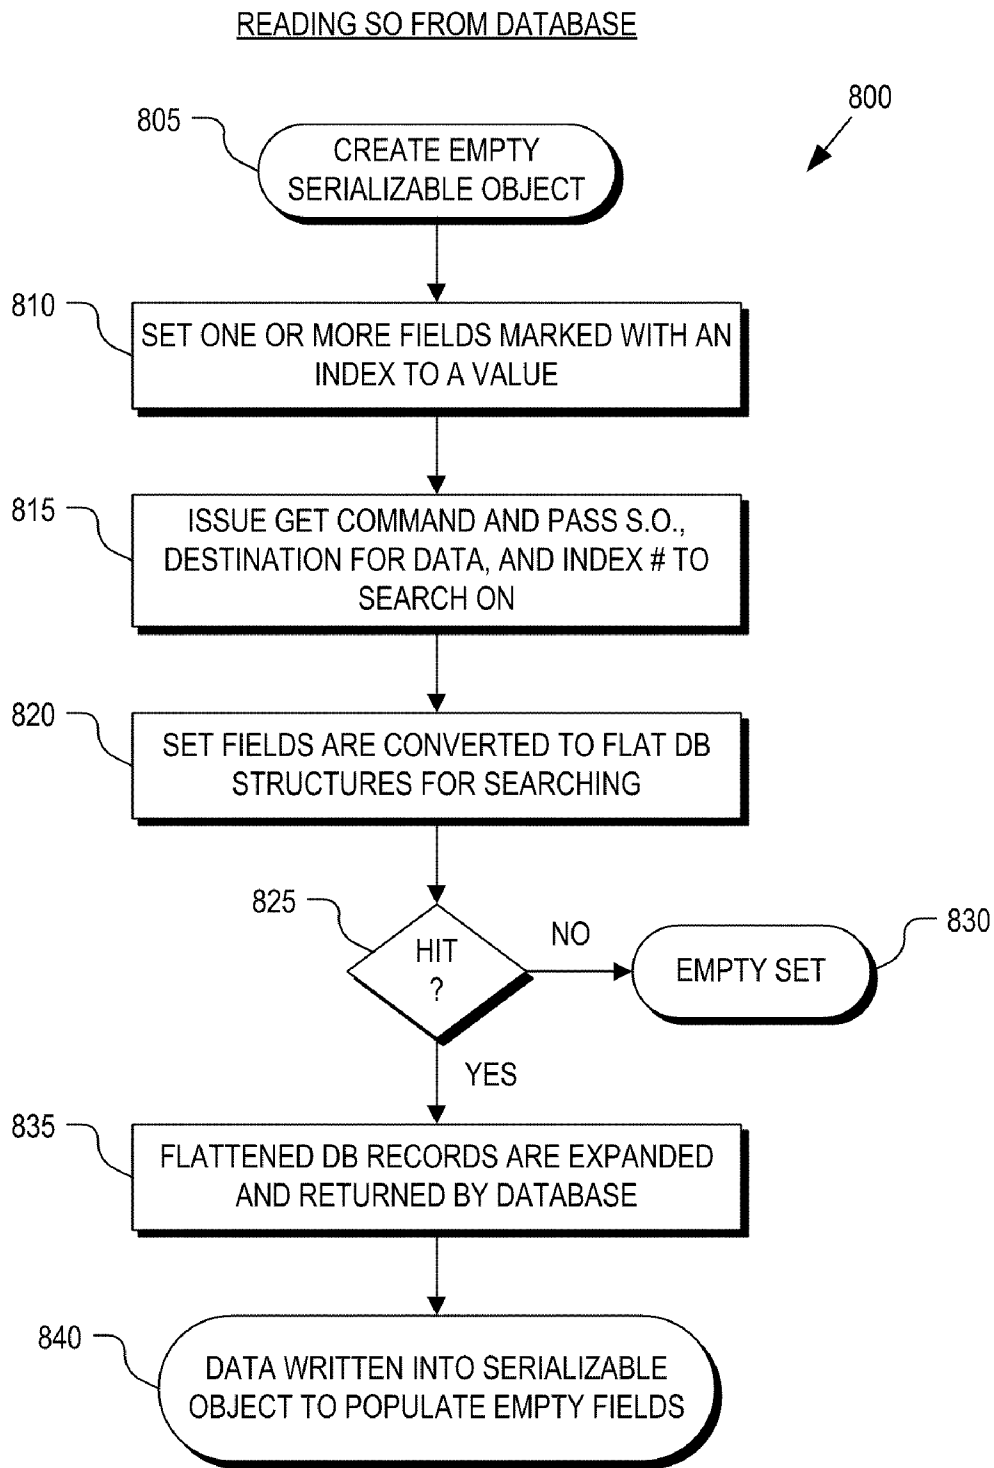 READING SO FROM DATABASE
800
805
CREATE EMPTY
SERIALIZABLE OBJECT
810
SET ONE OR MORE FIELDS MARKED WITH AN
INDEX TO A VALUE
815
ISSUE GET COMMAND AND PASS S.O.,
DESTINATION FOR DATA, AND INDEX # TO
SEARCH ON
820
SET FIELDS ARE CONVERTED TO FLAT DB
STRUCTURES FOR SEARCHING
825
HIT
?
NO
830
EMPTY SET
YES
835
FLATTENED DB RECORDS ARE EXPANDED
AND RETURNED BY DATABASE
840
DATA WRITTEN INTO SERIALIZABLE
OBJECT TO POPULATE EMPTY FIELDS